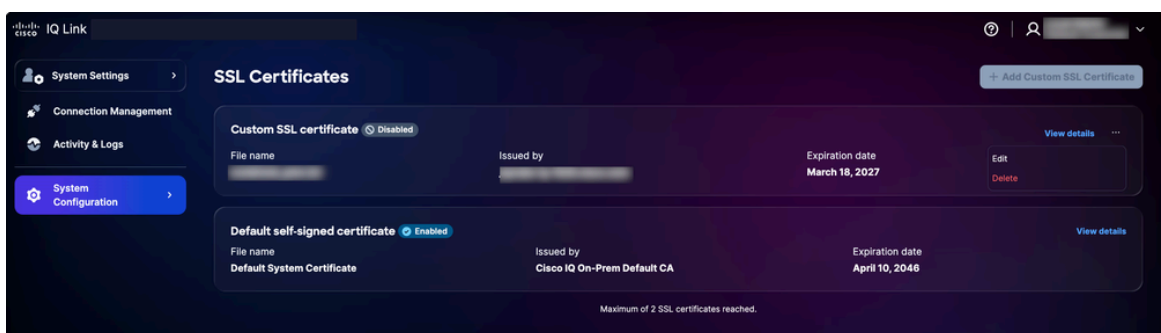 cisco IQ Link
System Settings
Connection Management
Activity & Logs
System
Configuration
SSL Certificates
+ Add Custom SSL Certificate
Custom SSL certificate Disabled
View details ...
File name
Issued by
Expiration date
March 18, 2027
Edit
Delete
Default self-signed certificate Enabled
View details
File name
Issued by
Expiration date
Default System Certificate
Cisco IQ On-Prem Default CA
April 10, 2046
Maximum of 2 SSL certificates reached.